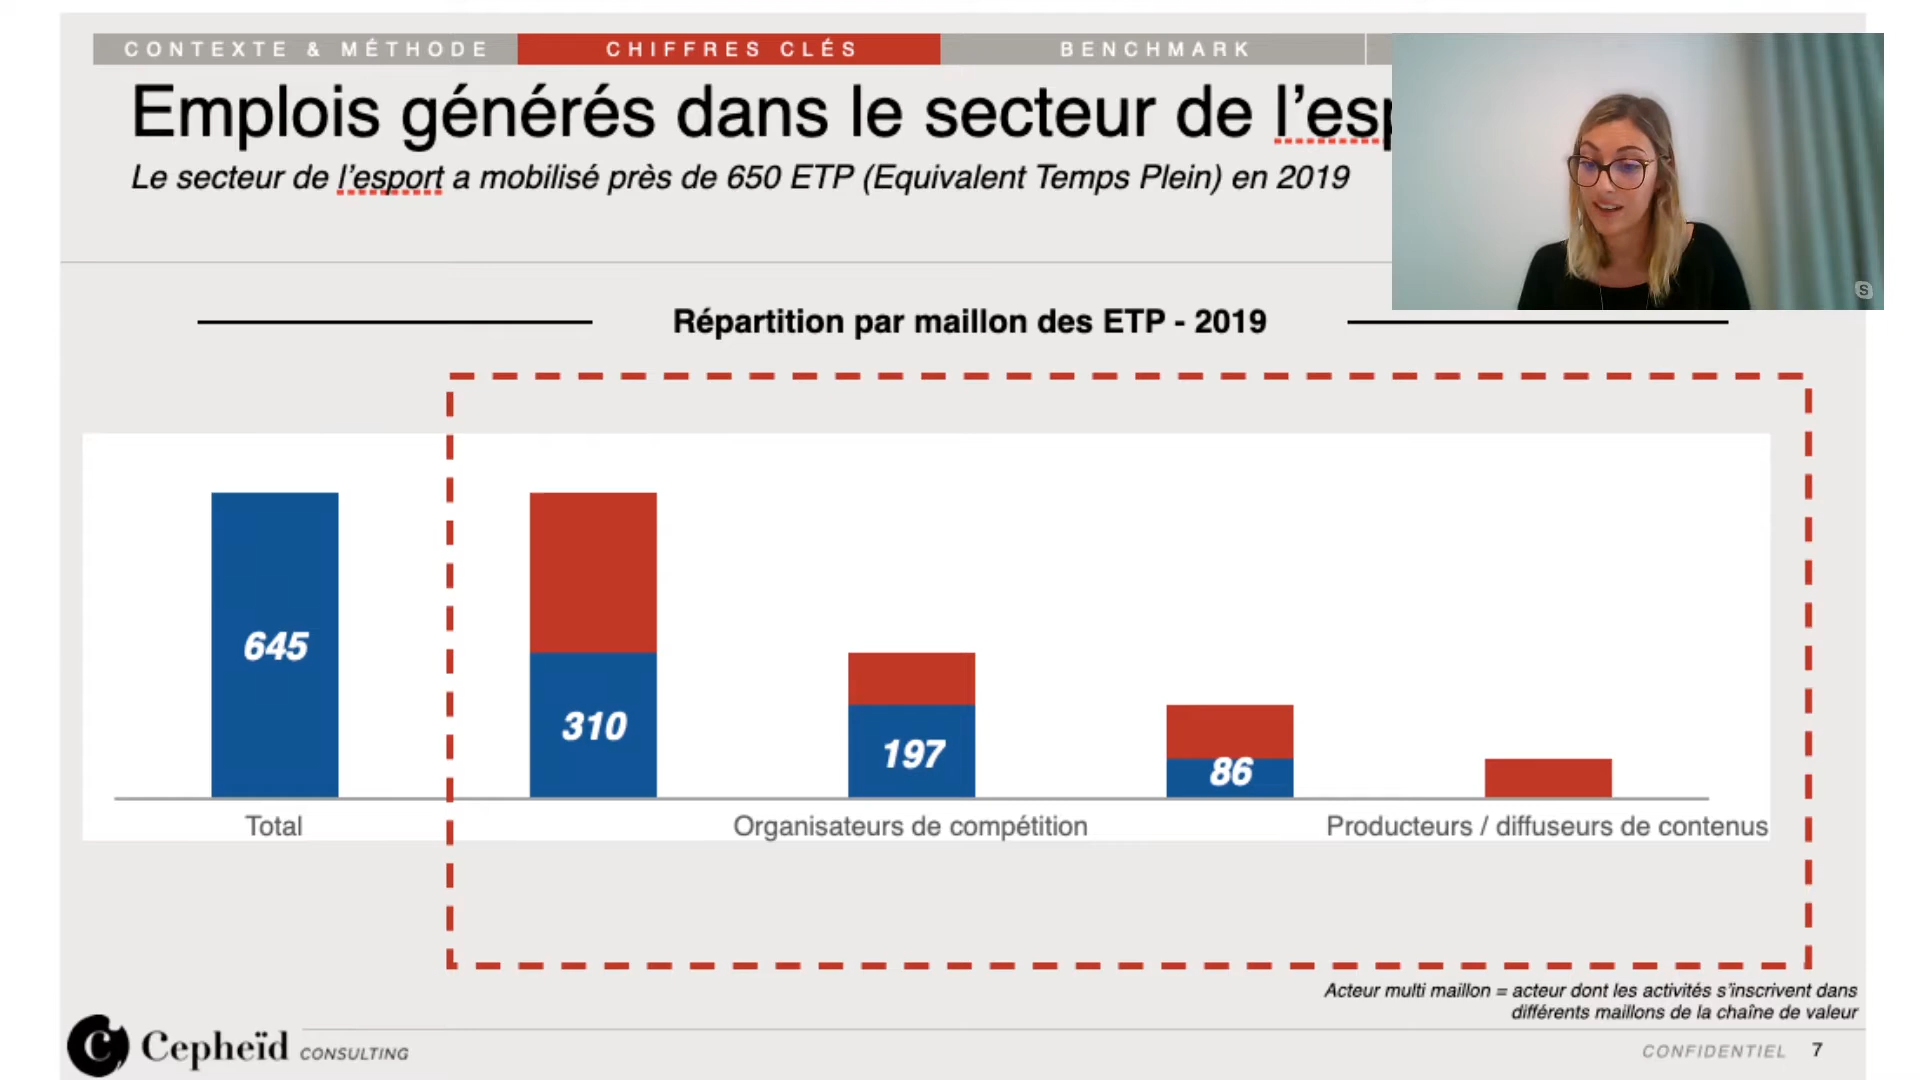 CONTEXTE & MÉTHODE
CHIFFRES CLÉS
BENCHMARK
Emplois générés dans le secteur de l'esp
Le secteur de l'esport a mobilisé près de 650 ETP (Equivalent Temps Plein) en 2019
Répartition par maillon des ETP - 2019
645
310
197
86
Total
Organisateurs de compétition
Producteurs / diffuseurs de contenus
Acteur multi maillon = acteur dont les activités s'inscrivent dans
différents maillons de la chaîne de valeur
C Cepheïd CONSULTING
CONFIDENTIEL 7
S